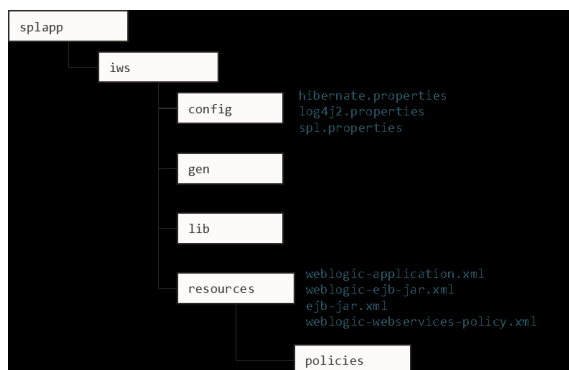 splapp
iws
config
hibernate.properties
log4j2.properties
spl.properties
gen
lib
resources
weblogic-application.xml
weblogic-ejb-jar.xml
ejb-jar.xml
weblogic-webservices-policy.xml
policies